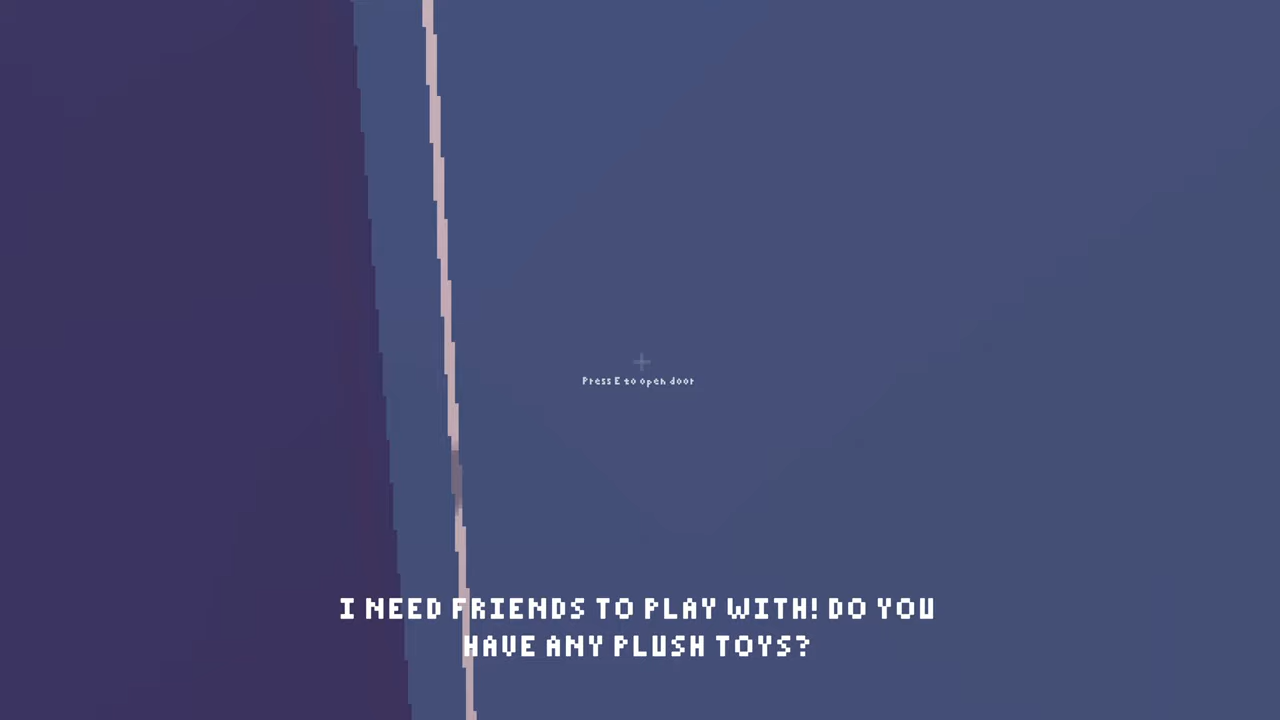 Press E to open door
I NEED FRIENDS TO PLAY WITH! DO YOU
HAVE ANY PLUSH TOYS?